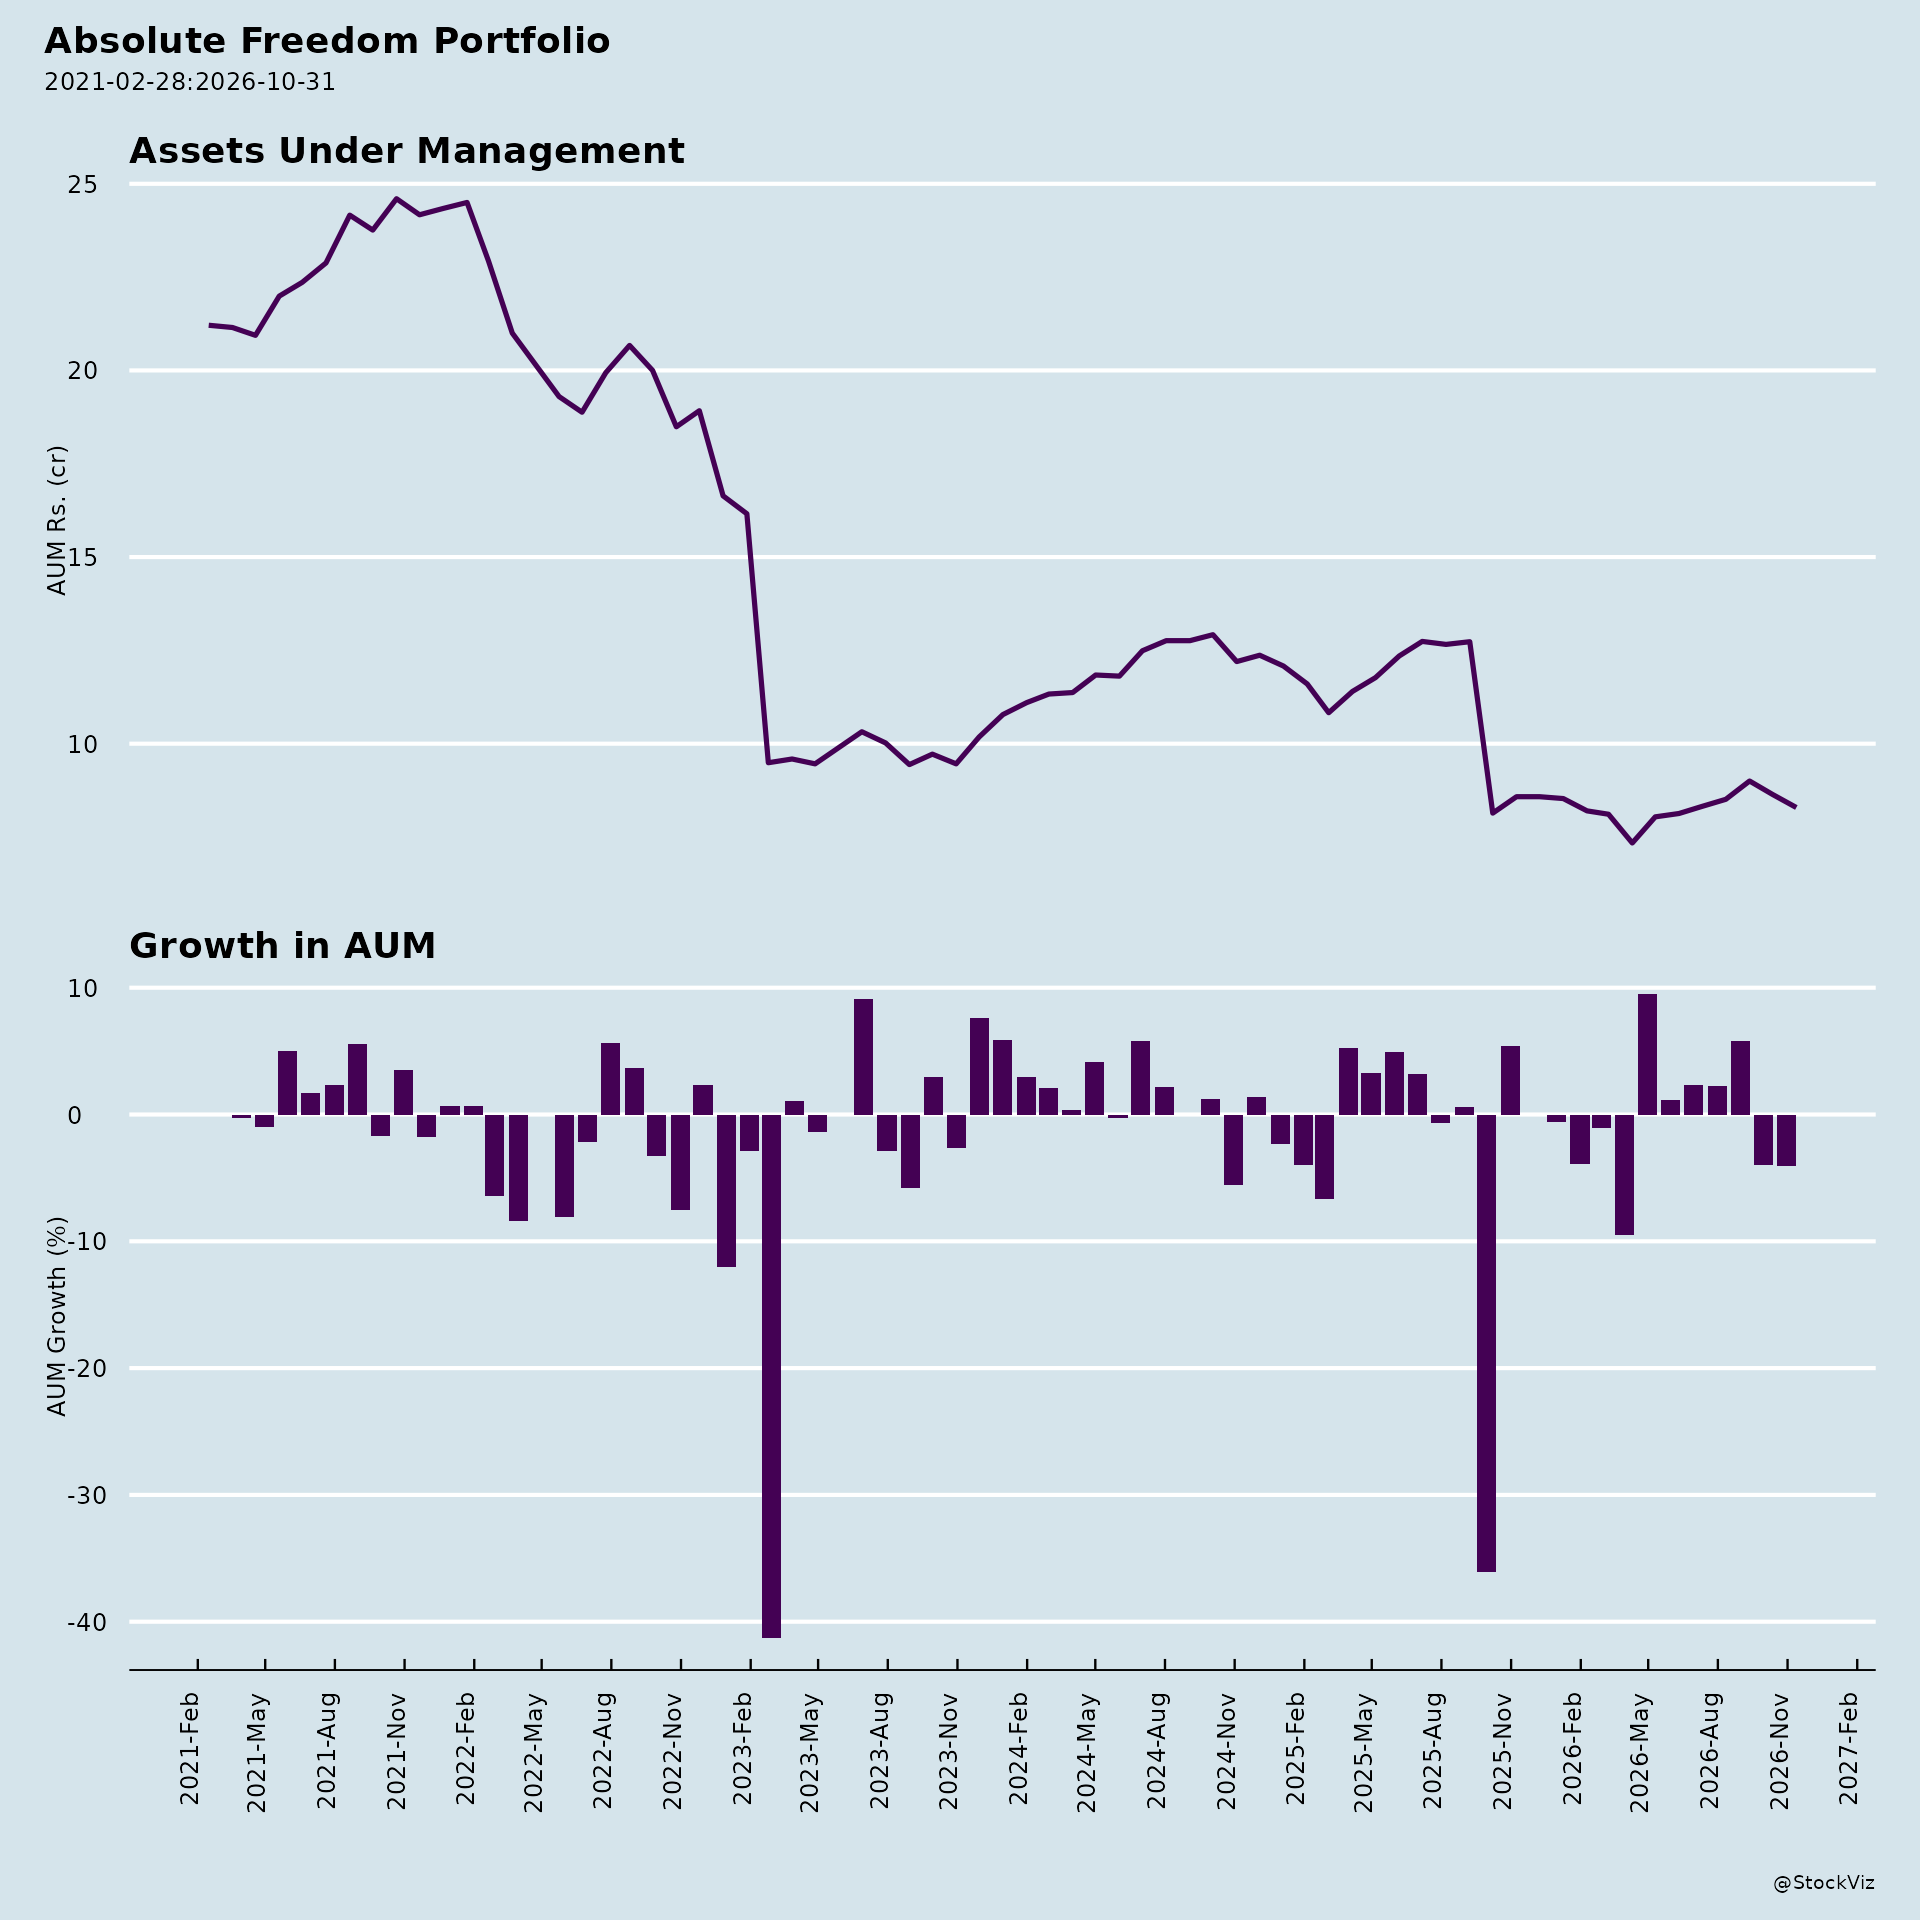 Absolute Freedom Portfolio
2021-02-28:2026-10-31
Assets Under Management
25
20
15
10
AUM Rs. (cr)
Growth in AUM
10
0
-10
-20
-30
-40
AUM Growth (%)
2021-Feb
2021-May
2021-Aug
2021-Nov
2022-Feb
2022-May
2022-Aug
2022-Nov
2023-Feb
2023-May
2023-Aug
2023-Nov
2024-Feb
2024-May
2024-Aug
2024-Nov
2025-Feb
2025-May
2025-Aug
2025-Nov
2026-Feb
2026-May
2026-Aug
2026-Nov
2027-Feb
@StockViz